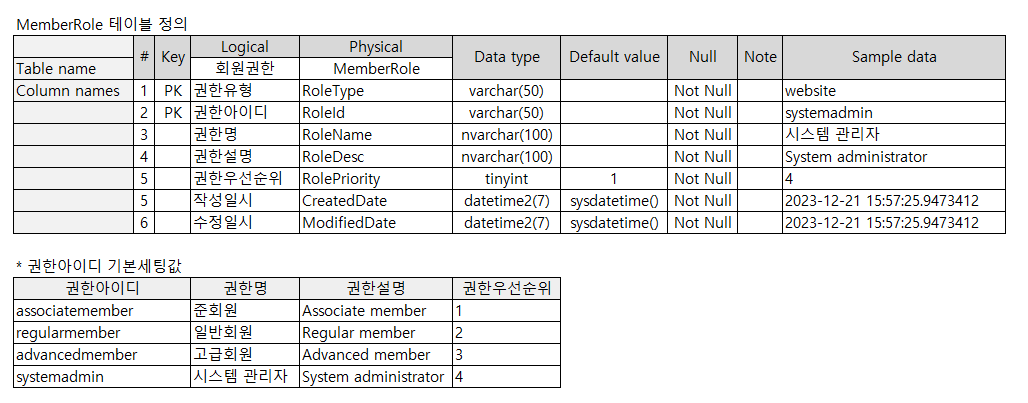 MemberRole 테이블 정의
# Key Logical Physical Data type Default value Null Note Sample data
Table name 회원권한 MemberRole
Column names 1 PK 권한유형 RoleType varchar(50) Not Null website
2 PK 권한아이디 RoleId varchar(50) Not Null systemadmin
3 권한명 RoleName nvarchar(100) Not Null 시스템 관리자
4 권한설명 RoleDesc nvarchar(100) Not Null System administrator
5 권한우선순위 RolePriority tinyint 1 Not Null 4
5 작성일시 CreatedDate datetime2(7) sysdatetime() Not Null 2023-12-21 15:57:25.9473412
6 수정일시 ModifiedDate datetime2(7) sysdatetime() Not Null 2023-12-21 15:57:25.9473412
* 권한아이디 기본세팅값
권한아이디 권한명 권한설명 권한우선순위
associatemember 준회원 Associate member 1
regularmember 일반회원 Regular member 2
advancedmember 고급회원 Advanced member 3
systemadmin 시스템 관리자 System administrator 4